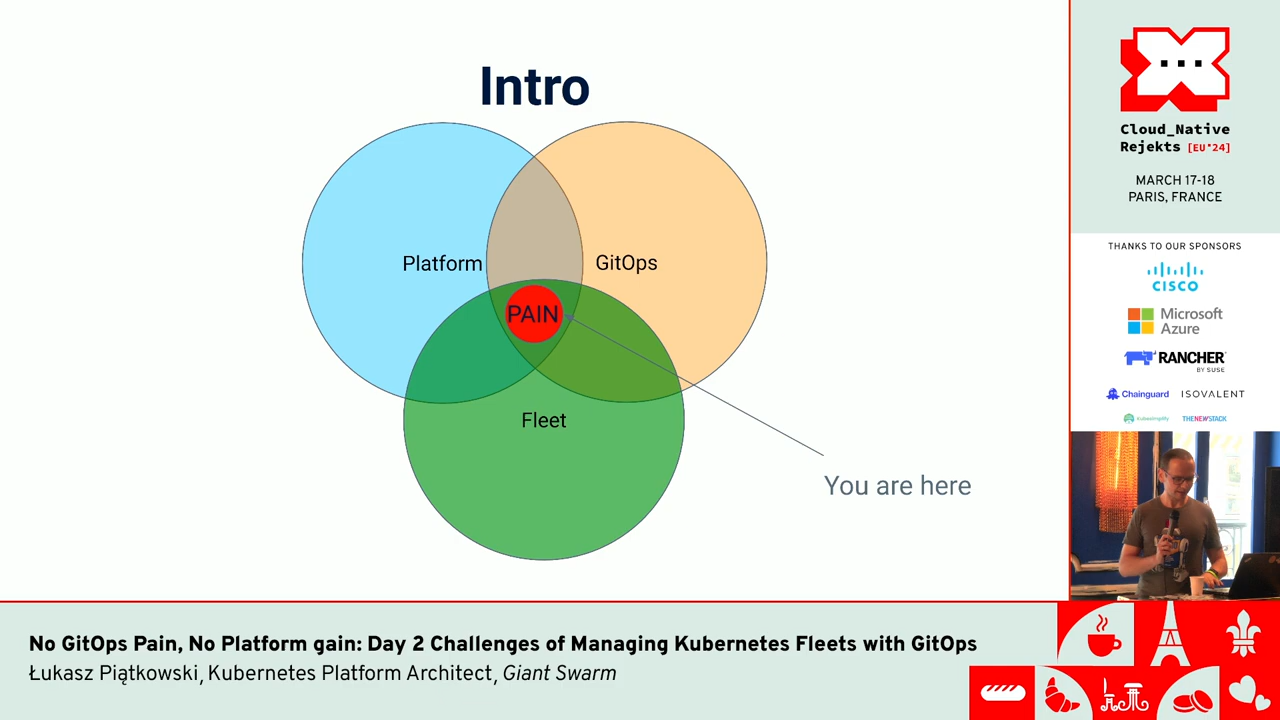 Intro
Platform
GitOps
PAIN
Fleet
You are here
Cloud_Native
Rejekts [EU'24]
MARCH 17-18
PARIS, FRANCE
THANKS TO OUR SPONSORS
CISCO
Microsoft
Azure
RANCHER
BY SUSE
Chainguard
ISOVALENT
kubesimplify
THENEWSTACK
No GitOps Pain, No Platform gain: Day 2 Challenges of Managing Kubernetes Fleets with GitOps
Łukasz Piątkowski, Kubernetes Platform Architect, Giant Swarm